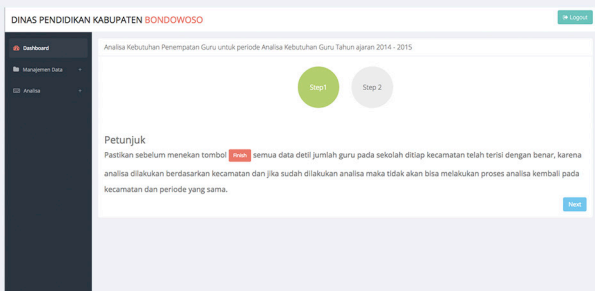 DINAS PENDIDIKAN KABUPATEN BONDOWOSO
Logout
Dashboard
Manajemen Data
Analisa
Analisa Kebutuhan Penempatan Guru untuk periode Analisa Kebutuhan Guru Tahun ajaran 2014 - 2015
Step1
Step 2
Petunjuk
Pastikan sebelum menekan tombol Finish semua data detil jumlah guru pada sekolah ditiap kecamatan telah terisi dengan benar, karena
analisa dilakukan berdasarkan kecamatan dan jika sudah dilakukan analisa maka tidak akan bisa melakukan proses analisa kembali pada
kecamatan dan periode yang sama.
Next